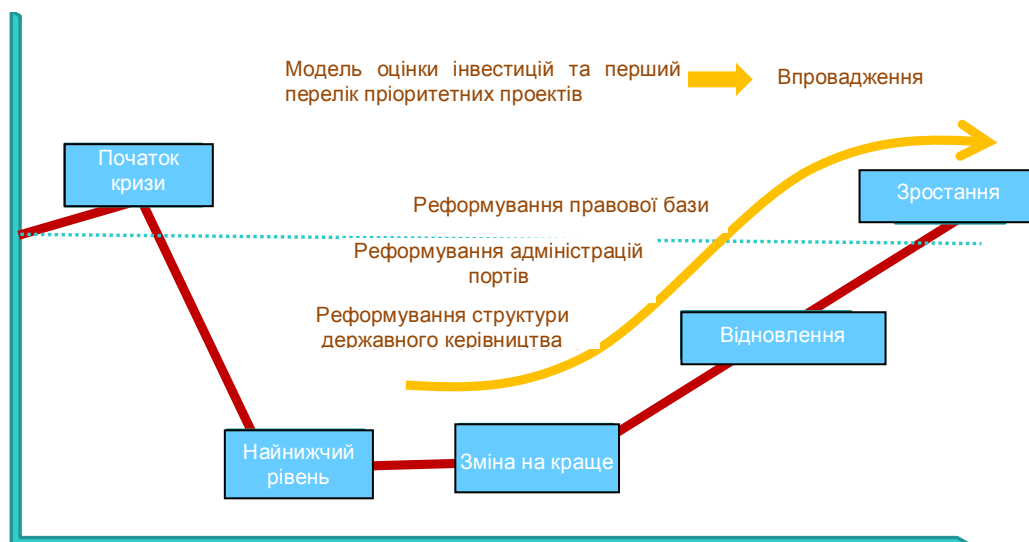 Модель оцінки інвестицій та перший
перелік пріоритетних проектів
Впровадження
Початок
кризи
Зростання
Реформування правової бази
Реформування адміністрацій
портів
Реформування структури
державного керівництва
Відновлення
Найнижчий
рівень
Зміна на краще